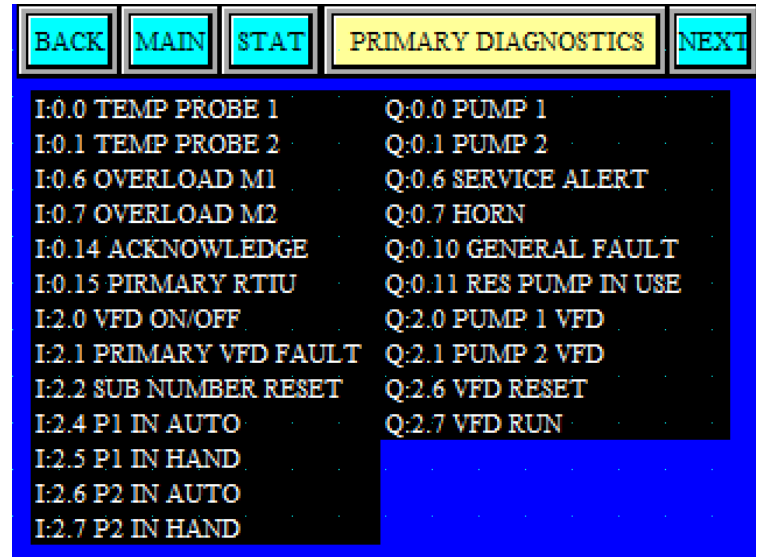 BACK MAIN STAT PRIMARY DIAGNOSTICS NEXT
I:0.0 TEMP PROBE 1
I:0.1 TEMP PROBE 2
I:0.6 OVERLOAD M1
I:0.7 OVERLOAD M2
I:0.14 ACKNOWLEDGE
I:0.15 PIRMARY RTIU
I:2.0 VFD ON/OFF
I:2.1 PRIMARY VFD FAULT
I:2.2 SUB NUMBER RESET
I:2.4 P1 IN AUTO
I:2.5 P1 IN HAND
I:2.6 P2 IN AUTO
I:2.7 P2 IN HAND
Q:0.0 PUMP 1
Q:0.1 PUMP 2
Q:0.6 SERVICE ALERT
Q:0.7 HORN
Q:0.10 GENERAL FAULT
Q:0.11 RES PUMP IN USE
Q:2.0 PUMP 1 VFD
Q:2.1 PUMP 2 VFD
Q:2.6 VFD RESET
Q:2.7 VFD RUN